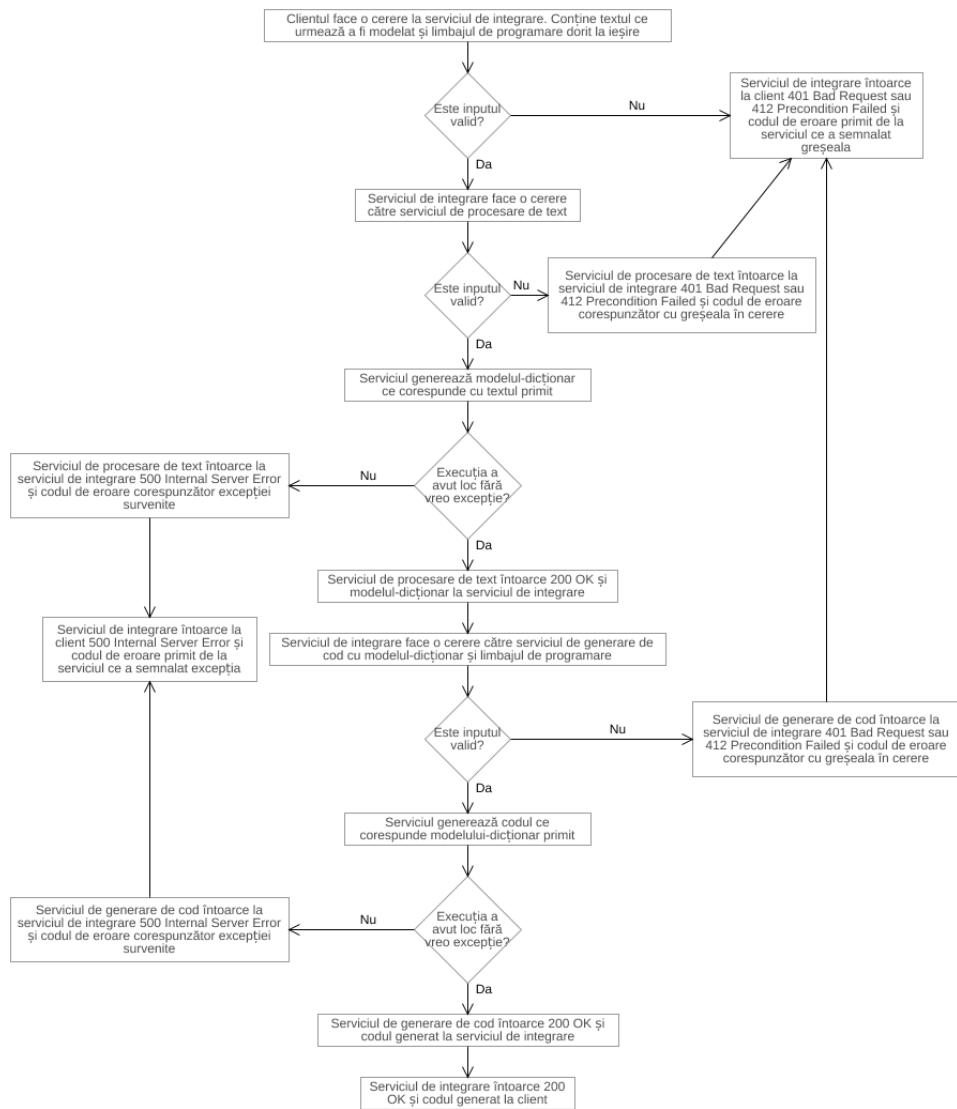 Clientul face o cerere la serviciul de integrare. Conține textul ce
urmează a fi modelat și limbajul de programare dorit la ieșire
Este inputul
valid?
Nu
Serviciul de integrare întoarce
la client 401 Bad Request sau
412 Precondition Failed și
codul de eroare primit de la
serviciul ce a semnalat
greșeala
Da
Serviciul de integrare face o cerere
către serviciul de procesare de text
Este inputul
valid?
Nu
Serviciul de procesare de text întoarce la
serviciul de integrare 401 Bad Request sau
412 Precondition Failed și codul de eroare
corespunzător cu greșeala în cerere
Da
Serviciul generează modelul-dicționar
ce corespunde cu textul primit
Execuția a
avut loc fără
vreo excepție?
Nu
Serviciul de procesare de text întoarce la
serviciul de integrare 500 Internal Server Error
și codul de eroare corespunzător excepției
survenite
Da
Serviciul de procesare de text întoarce 200 OK și
modelul-dicționar la serviciul de integrare
Serviciul de integrare întoarce la
client 500 Internal Server Error și
codul de eroare primit de la
serviciul ce a semnalat excepția
Serviciul de integrare face o cerere către serviciul de generare de
cod cu modelul-dicționar și limbajul de programare
Este inputul
valid?
Nu
Serviciul de generare de cod întoarce la
serviciul de integrare 401 Bad Request sau
412 Precondition Failed și codul de eroare
corespunzător cu greșeala în cerere
Da
Serviciul generează codul ce
corespunde modelului-dicționar primit
Execuția a
avut loc fără
vreo excepție?
Nu
Serviciul de generare de cod întoarce la
serviciul de integrare 500 Internal Server Error
și codul de eroare corespunzător excepției
survenite
Da
Serviciul de generare de cod întoarce 200 OK și
codul generat la serviciul de integrare
Serviciul de integrare întoarce 200
OK și codul generat la client